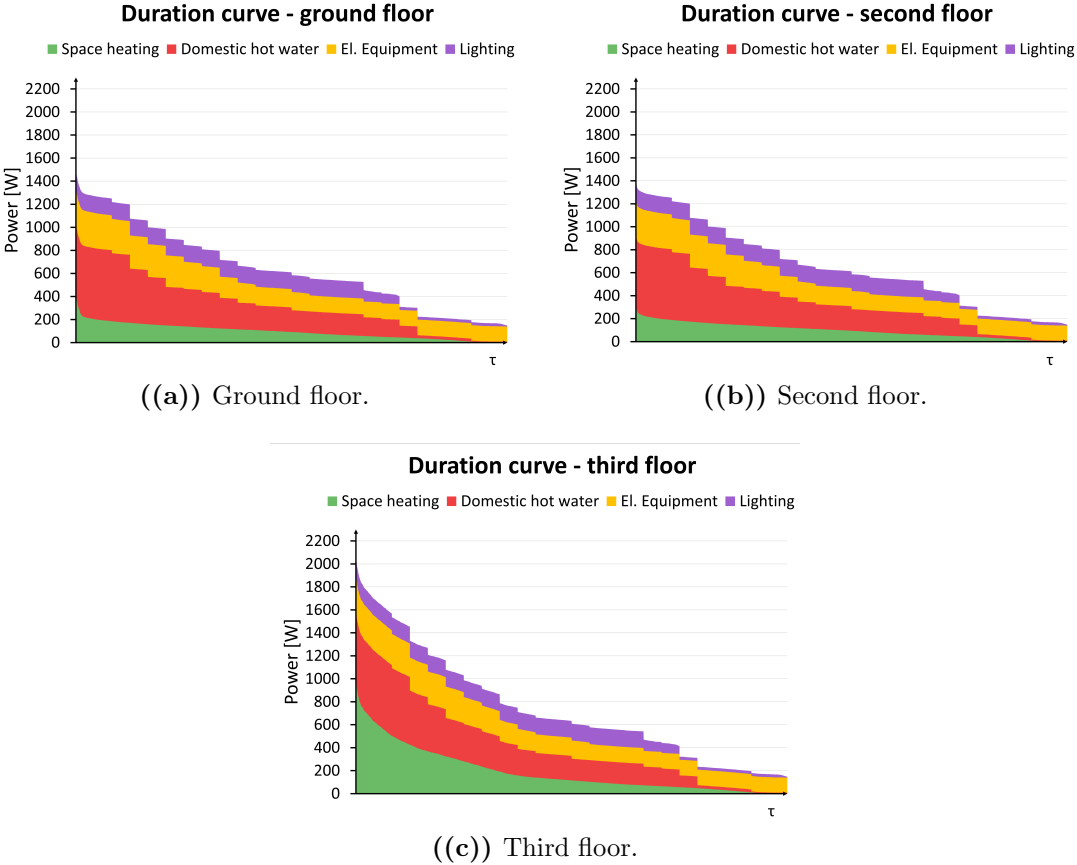 Duration curve - ground floor
Space heating Domestic hot water El. Equipment Lighting
Power [W]
2200
2000
1800
1600
1400
1200
1000
800
600
400
200
0
τ
((a)) Ground floor.
Duration curve - second floor
Space heating Domestic hot water El. Equipment Lighting
Power [W]
2200
2000
1800
1600
1400
1200
1000
800
600
400
200
0
τ
((b)) Second floor.
Duration curve - third floor
Space heating Domestic hot water El. Equipment Lighting
Power [W]
2200
2000
1800
1600
1400
1200
1000
800
600
400
200
0
τ
((c)) Third floor.